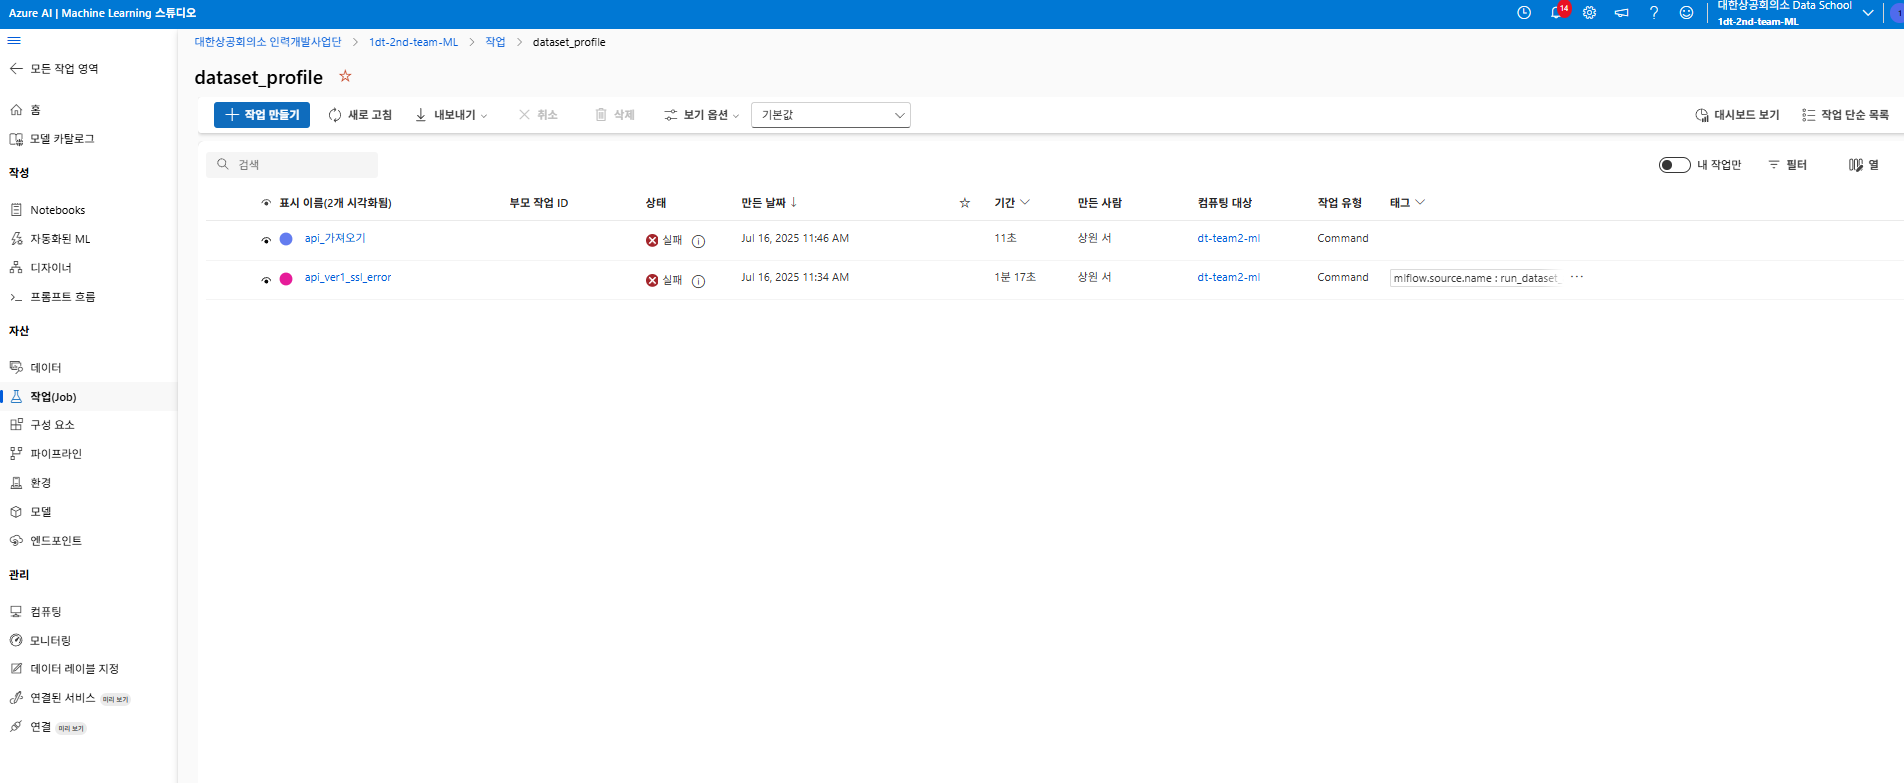 Azure AI | Machine Learning 스튜디오
14
대한상공회의소 Data School
1dt-2nd-team-ML
대한상공회의소 인력개발사업단 > 1dt-2nd-team-ML > 작업 > dataset_profile
모든 작업 영역
홈
모델 카탈로그
작성
Notebooks
자동화된 ML
디자이너
프롬프트 흐름
자산
데이터
작업(Job)
구성 요소
파이프라인
환경
모델
엔드포인트
관리
컴퓨팅
모니터링
데이터 레이블 지정
연결된 서비스 미리 보기
연결 미리 보기
dataset_profile
작업 만들기 새로 고침 내보내기 취소 삭제 보기 옵션 기본값 대시보드 보기 작업 단순 목록
검색 내 작업만 필터 열
표시 이름(2개 시각화됨) 부모 작업 ID 상태 만든 날짜 기간 만든 사람 컴퓨팅 대상 작업 유형 태그
api_가져오기 실패 Jul 16, 2025 11:46 AM 11초 상원 서 dt-team2-ml Command
api_ver1_ssl_error 실패 Jul 16, 2025 11:34 AM 1분 17초 상원 서 dt-team2-ml Command mlflow.source.name : run_dataset_ ...